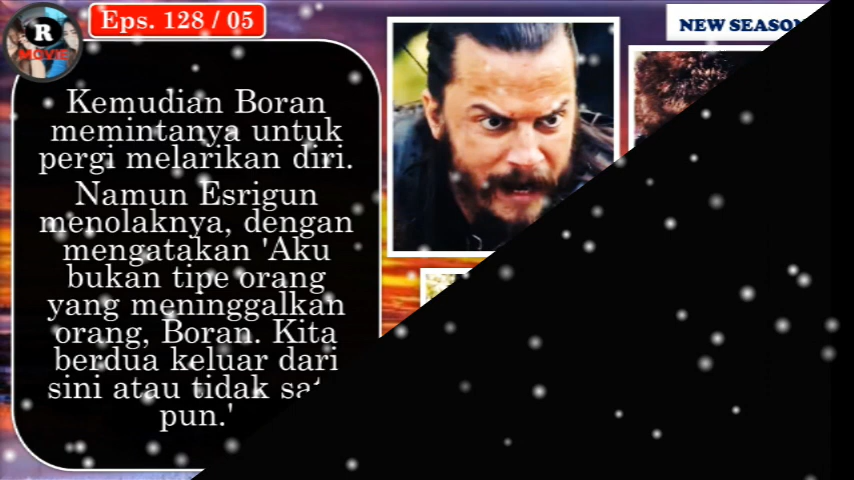 R
MOVIE
Eps. 128 / 05
NEW SEASON
Kemudian Boran
memintanya untuk
pergi melarikan diri.
Namun Esrigun
menolaknya, dengan
mengatakan 'Aku
bukan tipe orang
yang meninggalkan
orang, Boran. Kita
berdua keluar dari
sini atau tidak
pun.'